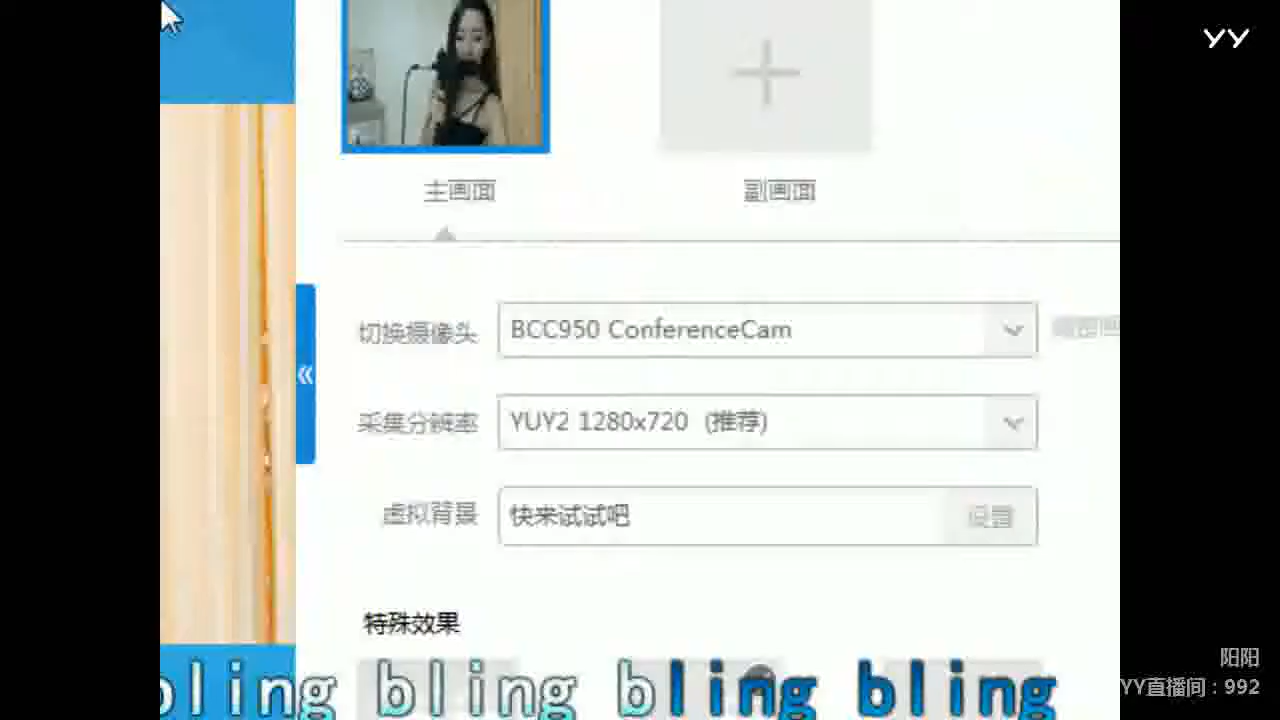 YY
主画面
副画面
切换摄像头
BCC950 ConferenceCam
采集分辨率
YUY2 1280x720 (推荐)
虚拟背景
快来试试吧
设置
特殊效果
bling bling bling bling
阳阳
YY直播间：992